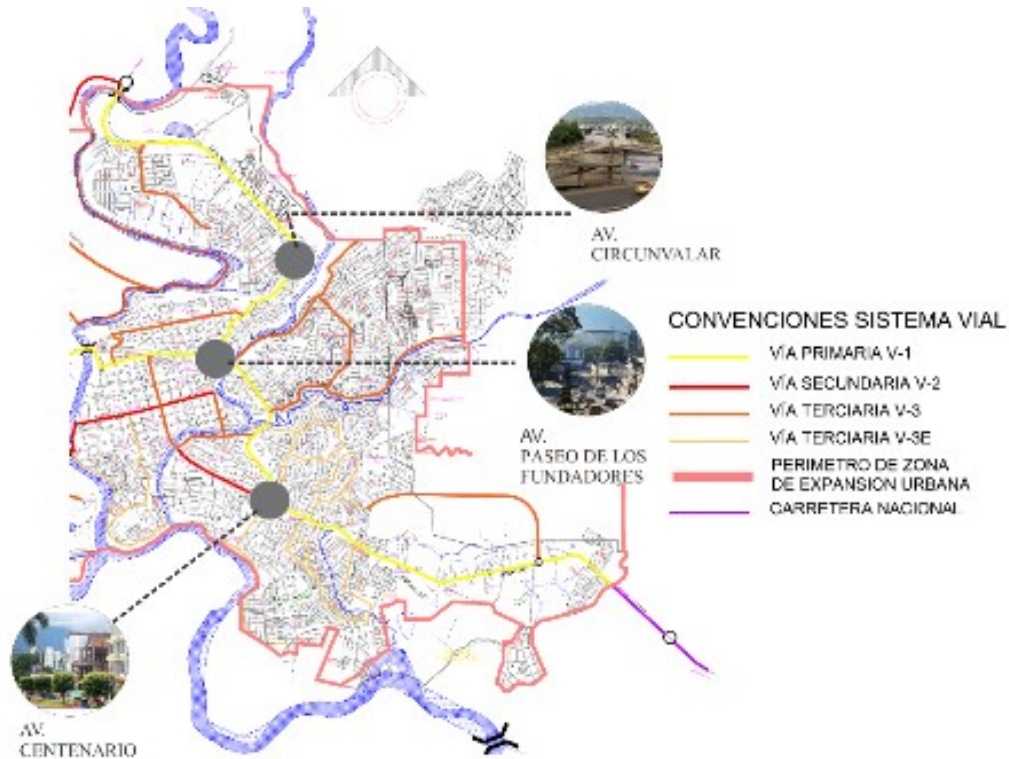 AV.
CIRCUNVALAR
CONVENCIONES SISTEMA VIAL
VÍA PRIMARIA V-1
VÍA SECUNDARIA V-2
VÍA TERCIARIA V-3
VÍA TERCIARIA V-3E
PERIMETRO DE ZONA
DE EXPANSION URBANA
CARRETERA NACIONAL
AV.
PASEO DE LOS
FUNDADORES
AV.
CENTENARIO